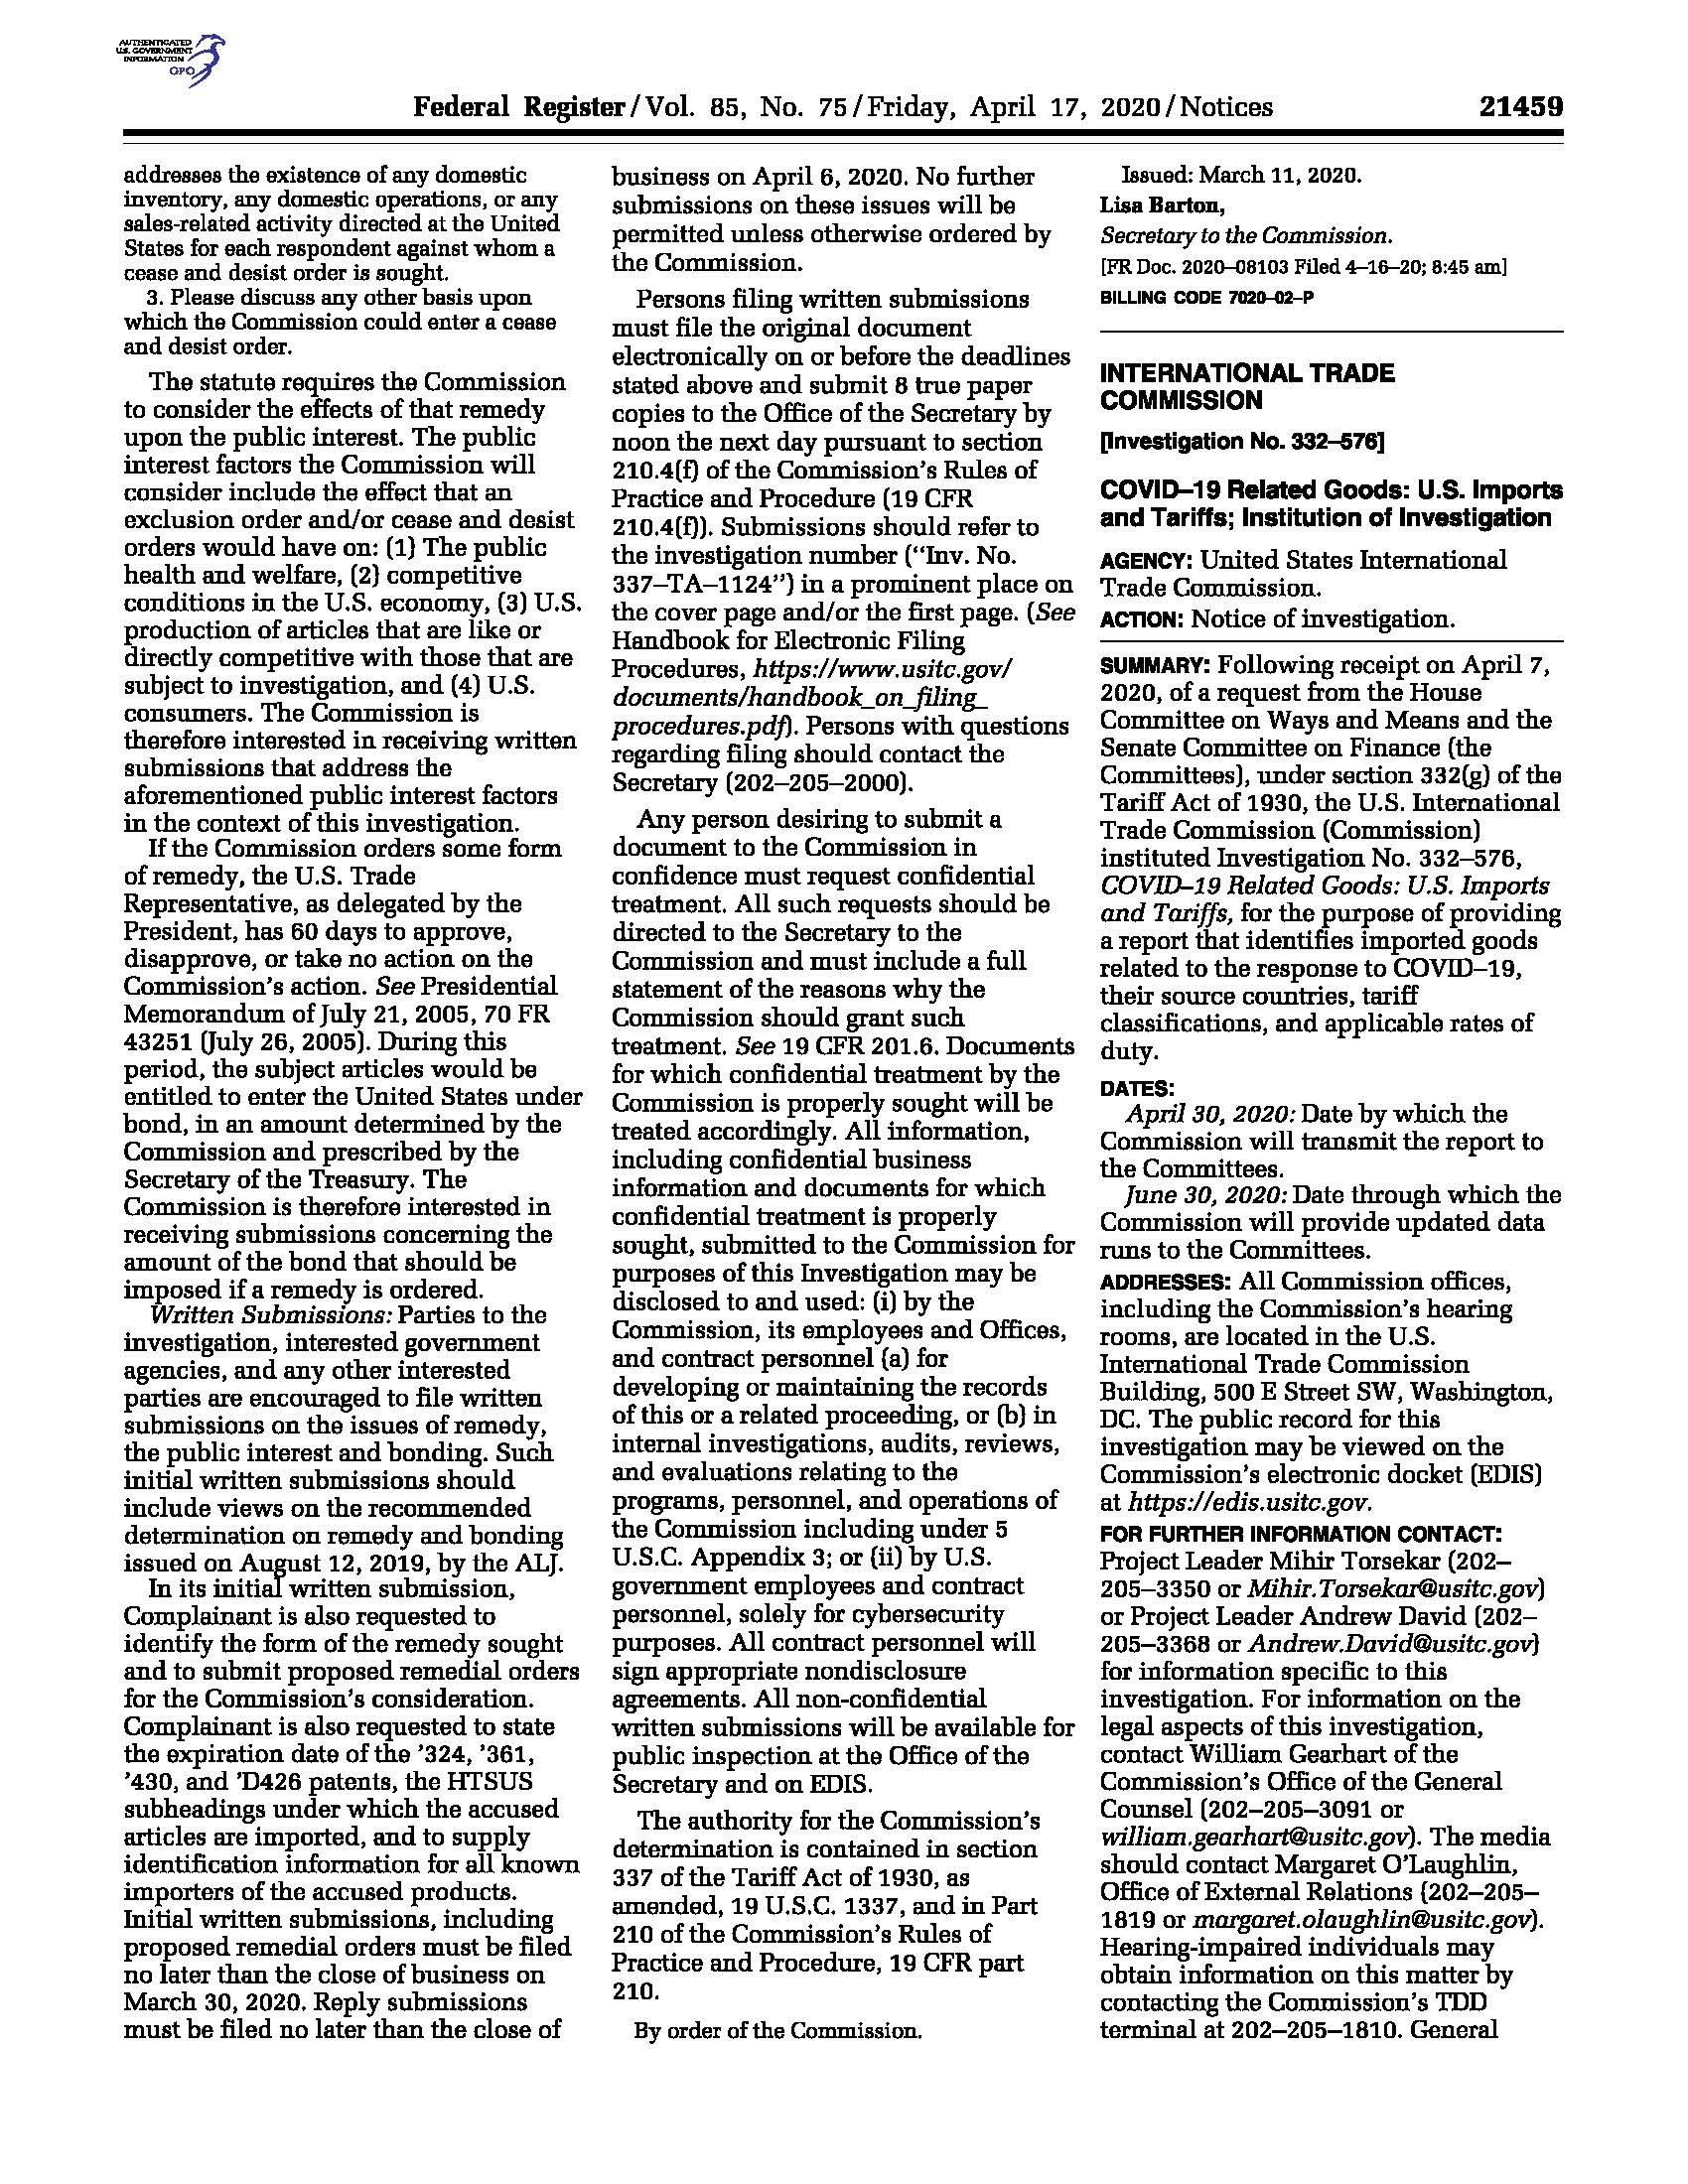 AUTHENTICATED
U.S. GOVERNMENT
INFORMATION
GPO
Federal Register / Vol. 85, No. 75 / Friday, April 17, 2020 / Notices 21459
addresses the existence of any domestic
inventory, any domestic operations, or any
sales-related activity directed at the United
States for each respondent against whom a
cease and desist order is sought.
3. Please discuss any other basis upon
which the Commission could enter a cease
and desist order.
The statute requires the Commission
to consider the effects of that remedy
upon the public interest. The public
interest factors the Commission will
consider include the effect that an
exclusion order and/or cease and desist
orders would have on: (1) The public
health and welfare, (2) competitive
conditions in the U.S. economy, (3) U.S.
production of articles that are like or
directly competitive with those that are
subject to investigation, and (4) U.S.
consumers. The Commission is
therefore interested in receiving written
submissions that address the
aforementioned public interest factors
in the context of this investigation.
If the Commission orders some form
of remedy, the U.S. Trade
Representative, as delegated by the
President, has 60 days to approve,
disapprove, or take no action on the
Commission's action. See Presidential
Memorandum of July 21, 2005, 70 FR
43251 (July 26, 2005). During this
period, the subject articles would be
entitled to enter the United States under
bond, in an amount determined by the
Commission and prescribed by the
Secretary of the Treasury. The
Commission is therefore interested in
receiving submissions concerning the
amount of the bond that should be
imposed if a remedy is ordered.
Written Submissions: Parties to the
investigation, interested government
agencies, and any other interested
parties are encouraged to file written
submissions on the issues of remedy,
the public interest and bonding. Such
initial written submissions should
include views on the recommended
determination on remedy and bonding
issued on August 12, 2019, by the ALJ.
In its initial written submission,
Complainant is also requested to
identify the form of the remedy sought
and to submit proposed remedial orders
for the Commission's consideration.
Complainant is also requested to state
the expiration date of the '324, '361,
'430, and 'D426 patents, the HTSUS
subheadings under which the accused
articles are imported, and to supply
identification information for all known
importers of the accused products.
Initial written submissions, including
proposed remedial orders must be filed
no later than the close of business on
March 30, 2020. Reply submissions
must be filed no later than the close of
business on April 6, 2020. No further
submissions on these issues will be
permitted unless otherwise ordered by
the Commission.
Persons filing written submissions
must file the original document
electronically on or before the deadlines
stated above and submit 8 true paper
copies to the Office of the Secretary by
noon the next day pursuant to section
210.4(f) of the Commission's Rules of
Practice and Procedure (19 CFR
210.4(f)). Submissions should refer to
the investigation number ("Inv. No.
337–TA–1124") in a prominent place on
the cover page and/or the first page. (See
Handbook for Electronic Filing
Procedures, https://www.usitc.gov/
documents/handbook_on_filing_
procedures.pdf). Persons with questions
regarding filing should contact the
Secretary (202–205–2000).
Any person desiring to submit a
document to the Commission in
confidence must request confidential
treatment. All such requests should be
directed to the Secretary to the
Commission and must include a full
statement of the reasons why the
Commission should grant such
treatment. See 19 CFR 201.6. Documents
for which confidential treatment by the
Commission is properly sought will be
treated accordingly. All information,
including confidential business
information and documents for which
confidential treatment is properly
sought, submitted to the Commission for
purposes of this Investigation may be
disclosed to and used: (i) by the
Commission, its employees and Offices,
and contract personnel (a) for
developing or maintaining the records
of this or a related proceeding, or (b) in
internal investigations, audits, reviews,
and evaluations relating to the
programs, personnel, and operations of
the Commission including under 5
U.S.C. Appendix 3; or (ii) by U.S.
government employees and contract
personnel, solely for cybersecurity
purposes. All contract personnel will
sign appropriate nondisclosure
agreements. All non-confidential
written submissions will be available for
public inspection at the Office of the
Secretary and on EDIS.
The authority for the Commission's
determination is contained in section
337 of the Tariff Act of 1930, as
amended, 19 U.S.C. 1337, and in Part
210 of the Commission's Rules of
Practice and Procedure, 19 CFR part
210.
By order of the Commission.
Issued: March 11, 2020.
Lisa Barton,
Secretary to the Commission.
[FR Doc. 2020–08103 Filed 4–16–20; 8:45 am]
BILLING CODE 7020–02–P
INTERNATIONAL TRADE
COMMISSION
[Investigation No. 332–576]
COVID–19 Related Goods: U.S. Imports
and Tariffs; Institution of Investigation
AGENCY: United States International
Trade Commission.
ACTION: Notice of investigation.
SUMMARY: Following receipt on April 7,
2020, of a request from the House
Committee on Ways and Means and the
Senate Committee on Finance (the
Committees), under section 332(g) of the
Tariff Act of 1930, the U.S. International
Trade Commission (Commission)
instituted Investigation No. 332–576,
COVID–19 Related Goods: U.S. Imports
and Tariffs, for the purpose of providing
a report that identifies imported goods
related to the response to COVID–19,
their source countries, tariff
classifications, and applicable rates of
duty.
DATES:
April 30, 2020: Date by which the
Commission will transmit the report to
the Committees.
June 30, 2020: Date through which the
Commission will provide updated data
runs to the Committees.
ADDRESSES: All Commission offices,
including the Commission's hearing
rooms, are located in the U.S.
International Trade Commission
Building, 500 E Street SW, Washington,
DC. The public record for this
investigation may be viewed on the
Commission's electronic docket (EDIS)
at https://edis.usitc.gov.
FOR FURTHER INFORMATION CONTACT:
Project Leader Mihir Torsekar (202–
205–3350 or Mihir.Torsekar@usitc.gov)
or Project Leader Andrew David (202–
205–3368 or Andrew.David@usitc.gov)
for information specific to this
investigation. For information on the
legal aspects of this investigation,
contact William Gearhart of the
Commission's Office of the General
Counsel (202–205–3091 or
william.gearhart@usitc.gov). The media
should contact Margaret O'Laughlin,
Office of External Relations (202–205–
1819 or margaret.olaughlin@usitc.gov).
Hearing-impaired individuals may
obtain information on this matter by
contacting the Commission's TDD
terminal at 202–205–1810. General